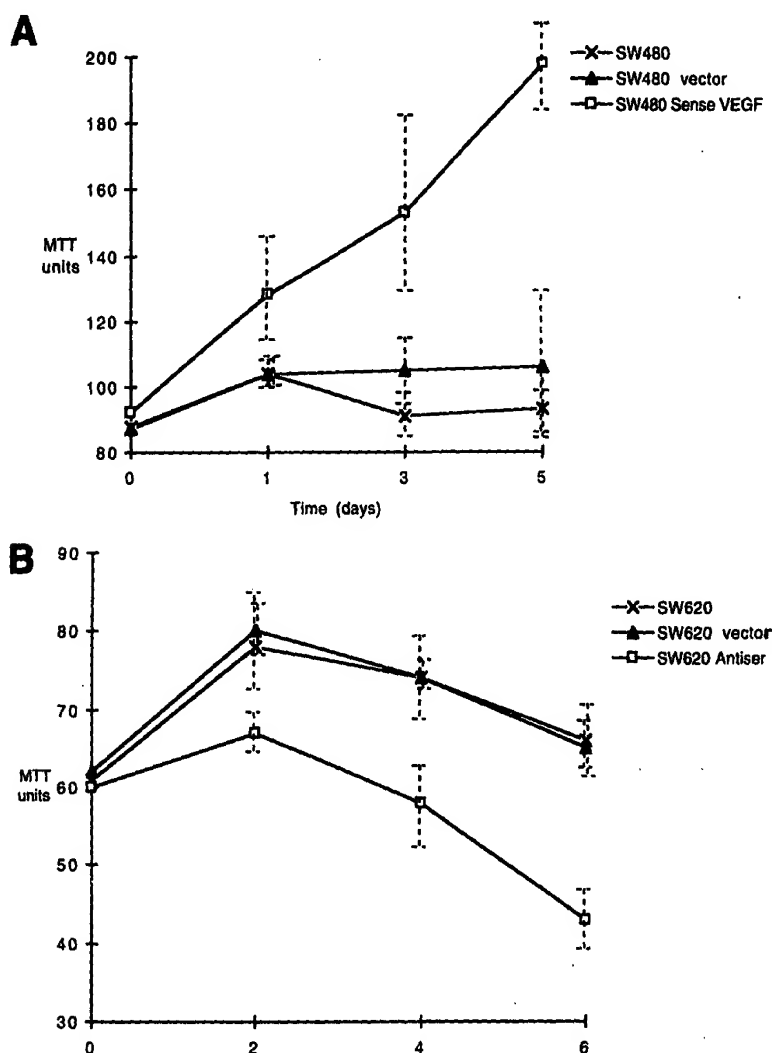 A
SW480
SW480 vector
SW480 Sense VEGF
200
180
160
MTT
units
140
120
100
80
0 1 3 5
Time (days)
B
90
SW620
SW620 vector
SW620 Antiser
80
70
MTT
units
60
50
40
30
0 2 4 6